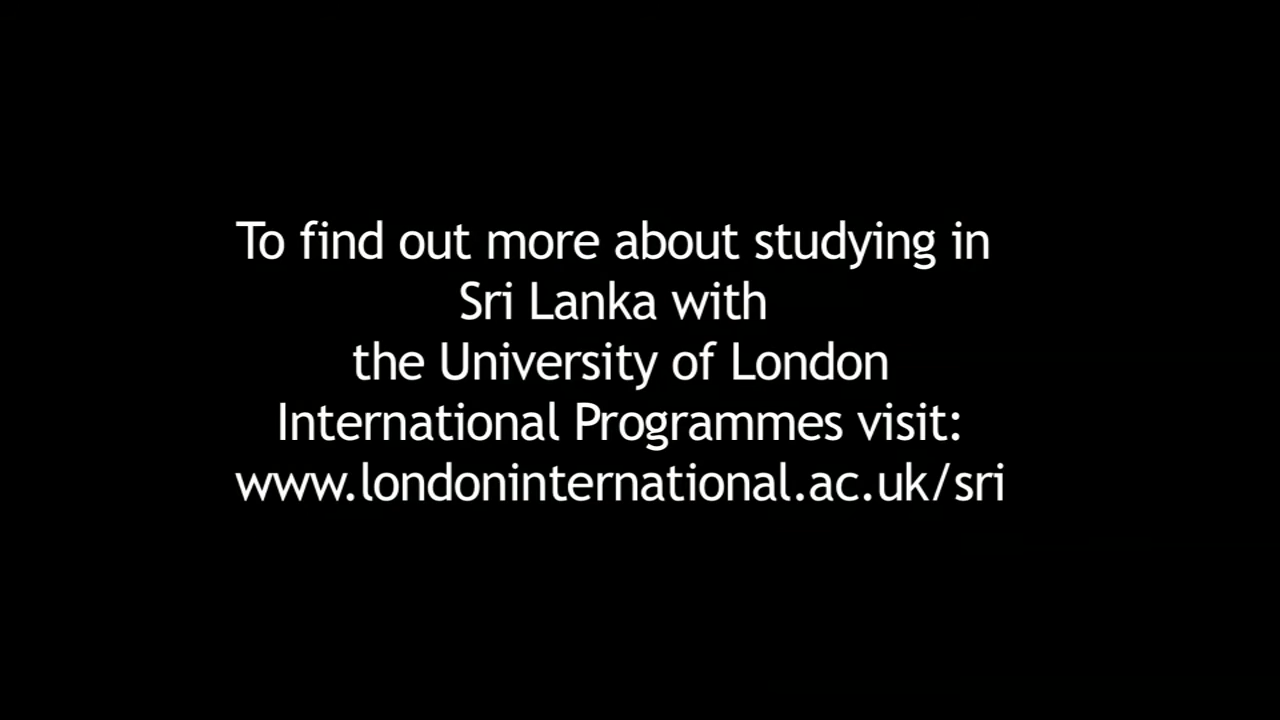 To find out more about studying in
Sri Lanka with
the University of London
International Programmes visit:
www.londoninternational.ac.uk/sri